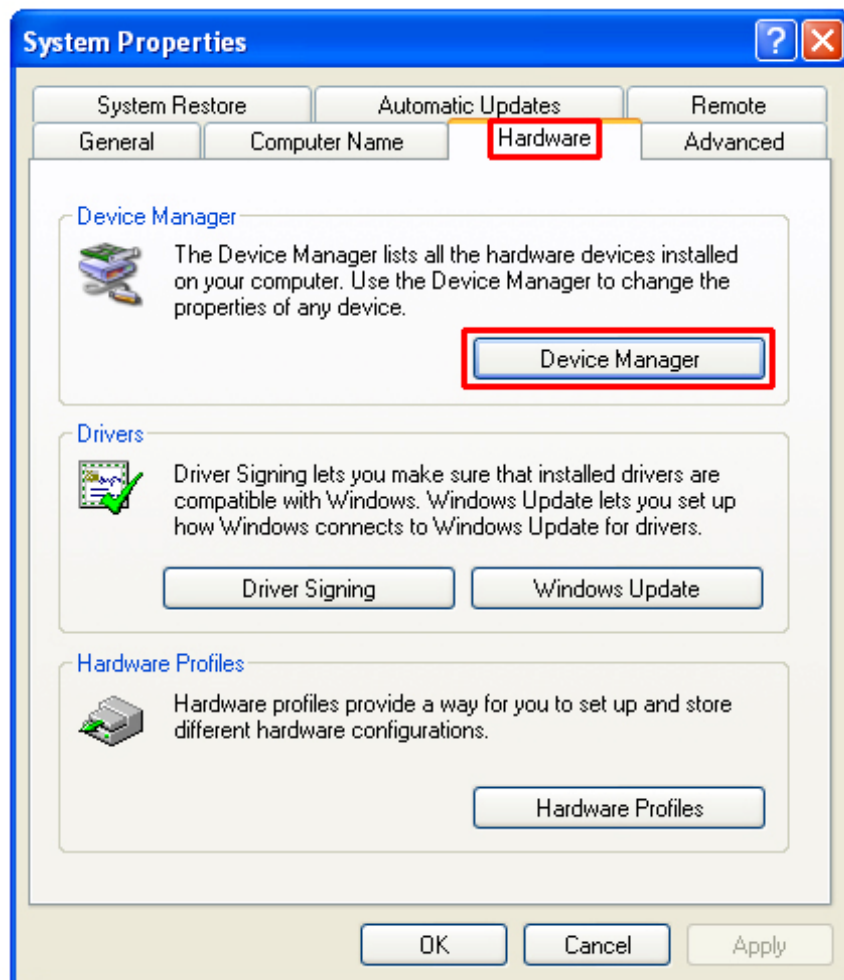 System Properties
System Restore Automatic Updates Remote
General Computer Name Hardware Advanced
Device Manager
The Device Manager lists all the hardware devices installed
on your computer. Use the Device Manager to change the
properties of any device.
Device Manager
Drivers
Driver Signing lets you make sure that installed drivers are
compatible with Windows. Windows Update lets you set up
how Windows connects to Windows Update for drivers.
Driver Signing Windows Update
Hardware Profiles
Hardware profiles provide a way for you to set up and store
different hardware configurations.
Hardware Profiles
OK Cancel Apply